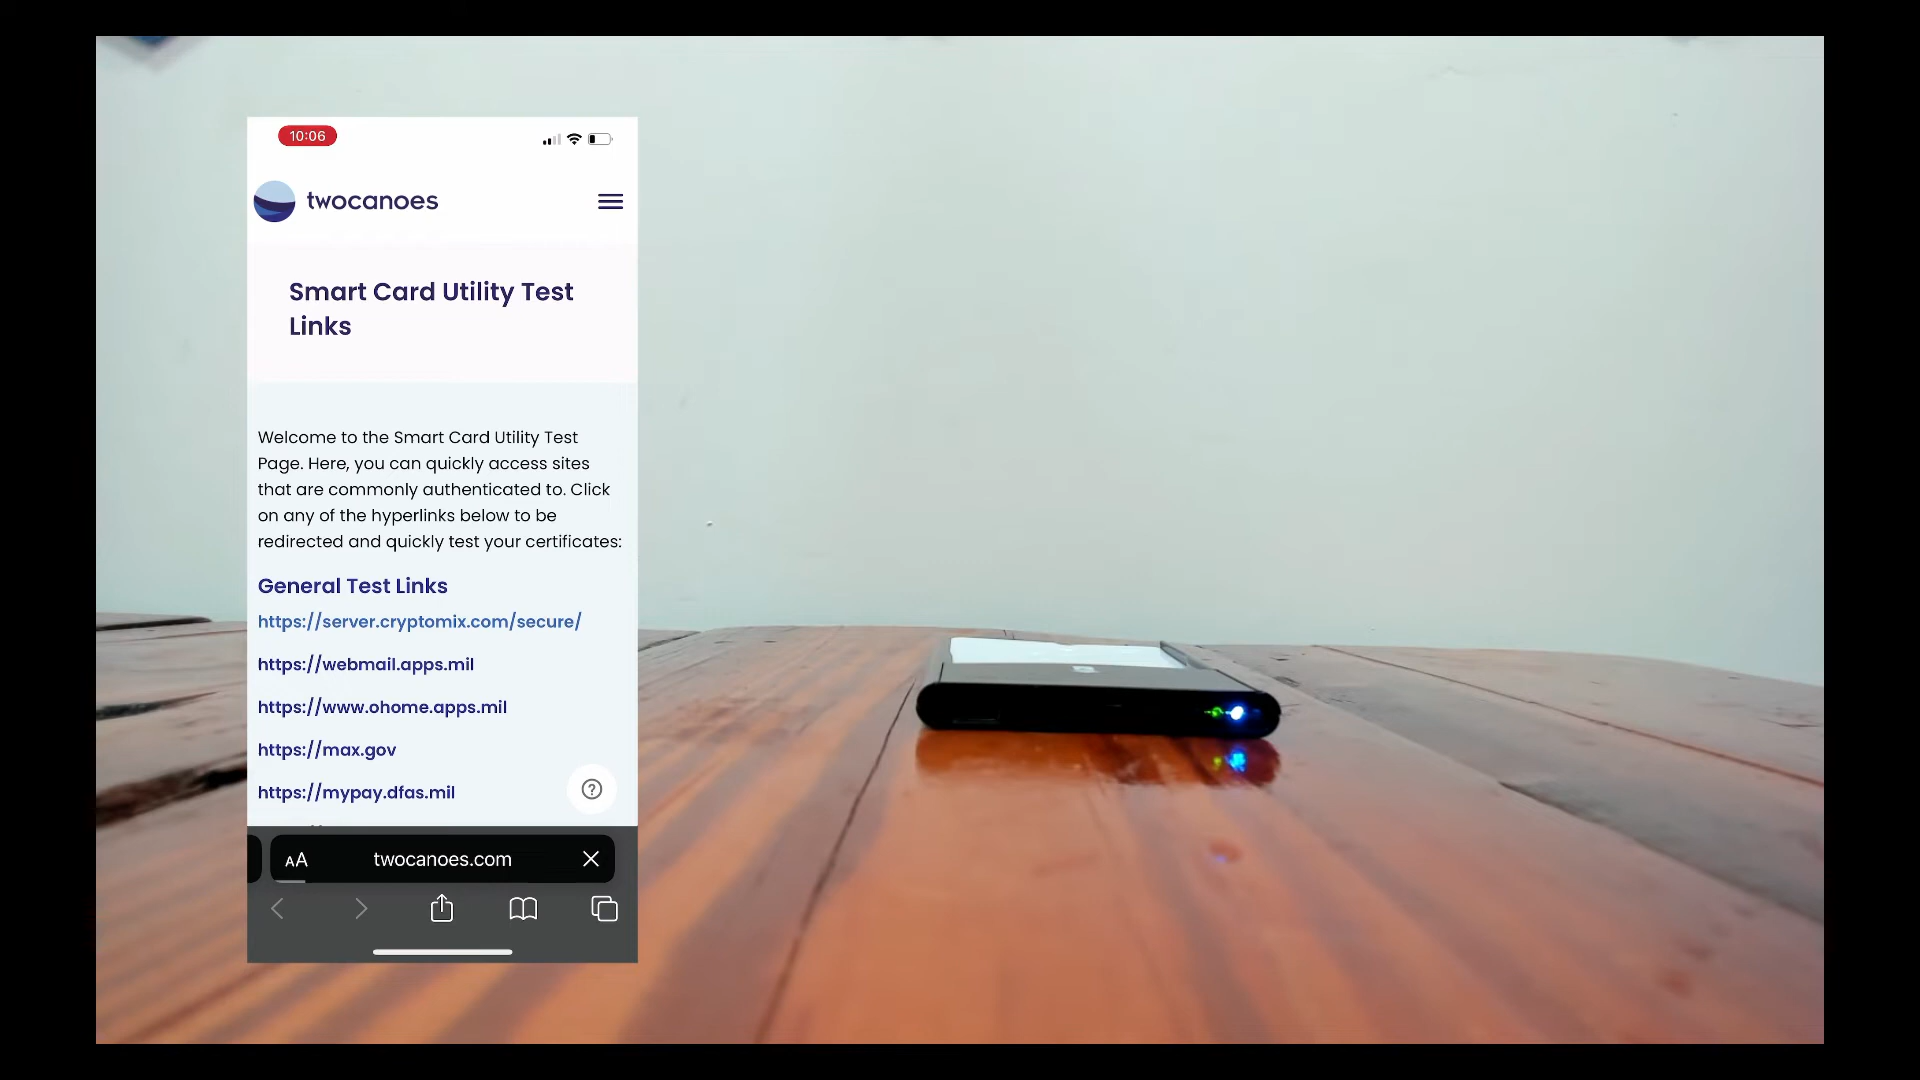 10:06
twocanoes
Smart Card Utility Test
Links
Welcome to the Smart Card Utility Test
Page. Here, you can quickly access sites
that are commonly authenticated to. Click
on any of the hyperlinks below to be
redirected and quickly test your certificates:
General Test Links
https://server.cryptomix.com/secure/
https://webmail.apps.mil
https://www.ohome.apps.mil
https://max.gov
https://mypay.dfas.mil
?
AA
twocanoes.com